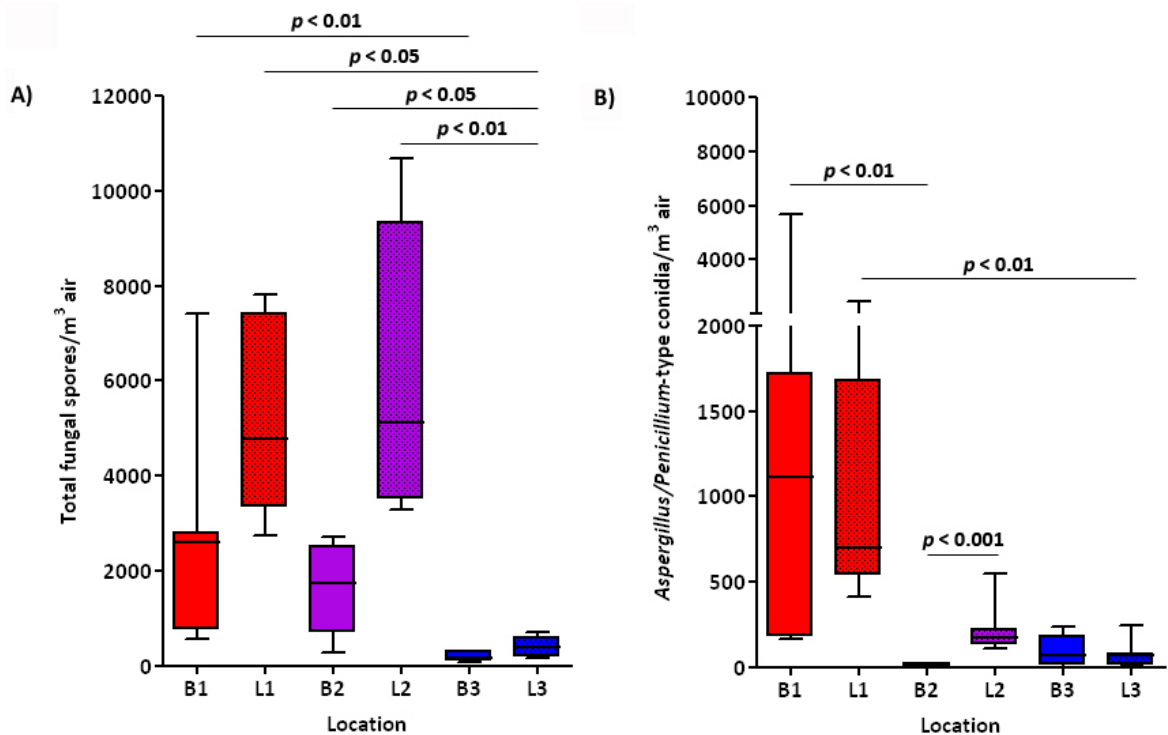 p < 0.01
p < 0.05
p < 0.05
p < 0.01
A)
Total fungal spores/m³ air
12000
10000
8000
6000
4000
2000
0
B1 L1 B2 L2 B3 L3
Location
B)
Aspergillus/Penicillium-type conidia/m³ air
10000
8000
6000
4000
2000
1500
1000
500
0
p < 0.01
p < 0.01
p < 0.001
B1 L1 B2 L2 B3 L3
Location